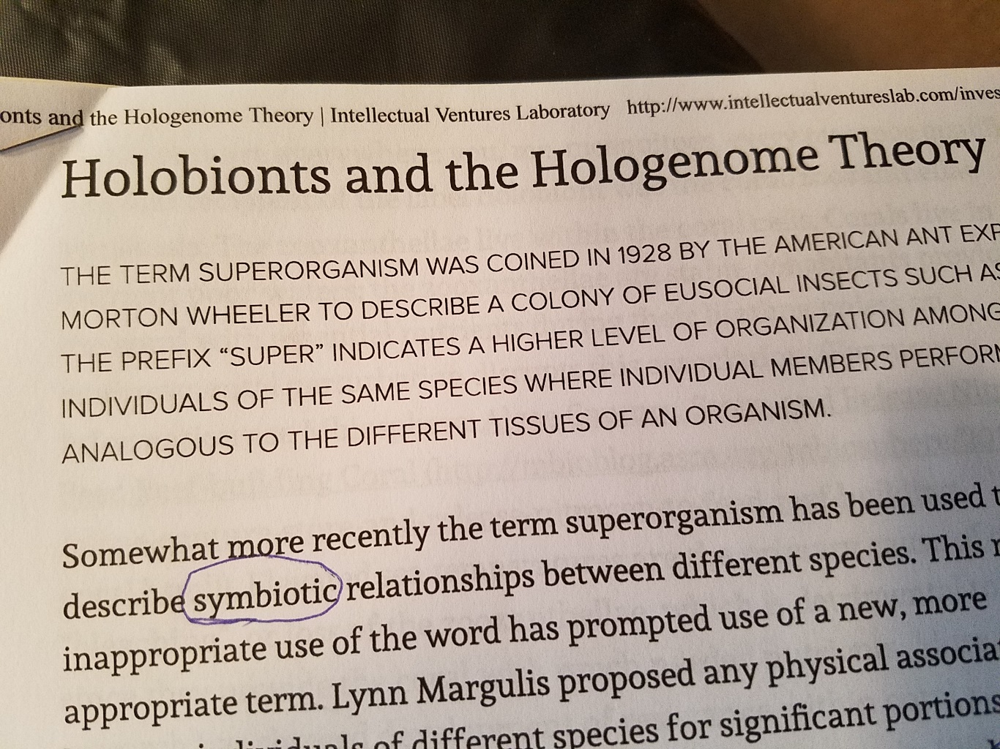 onts and the Hologenome Theory | Intellectual Ventures Laboratory http://www.intellectualventureslab.com/inves
Holobionts and the Hologenome Theory
THE TERM SUPERORGANISM WAS COINED IN 1928 BY THE AMERICAN ANT EXP
MORTON WHEELER TO DESCRIBE A COLONY OF EUSOCIAL INSECTS SUCH AS
THE PREFIX “SUPER” INDICATES A HIGHER LEVEL OF ORGANIZATION AMONG
INDIVIDUALS OF THE SAME SPECIES WHERE INDIVIDUAL MEMBERS PERFORM
ANALOGOUS TO THE DIFFERENT TISSUES OF AN ORGANISM.
Somewhat more recently the term superorganism has been used t
describe symbiotic relationships between different species. This
inappropriate use of the word has prompted use of a new, more
appropriate term. Lynn Margulis proposed any physical associat
individuals of different species for significant portions